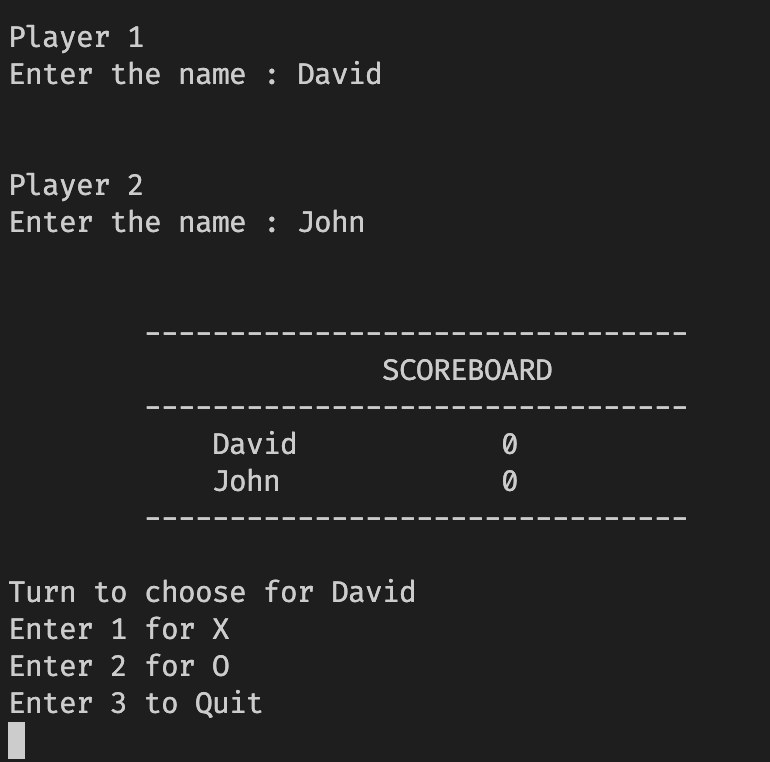 Player 1
Enter the name : David
Player 2
Enter the name : John
--------------------------------
SCOREBOARD
--------------------------------
David 0
John 0
--------------------------------
Turn to choose for David
Enter 1 for X
Enter 2 for O
Enter 3 to Quit